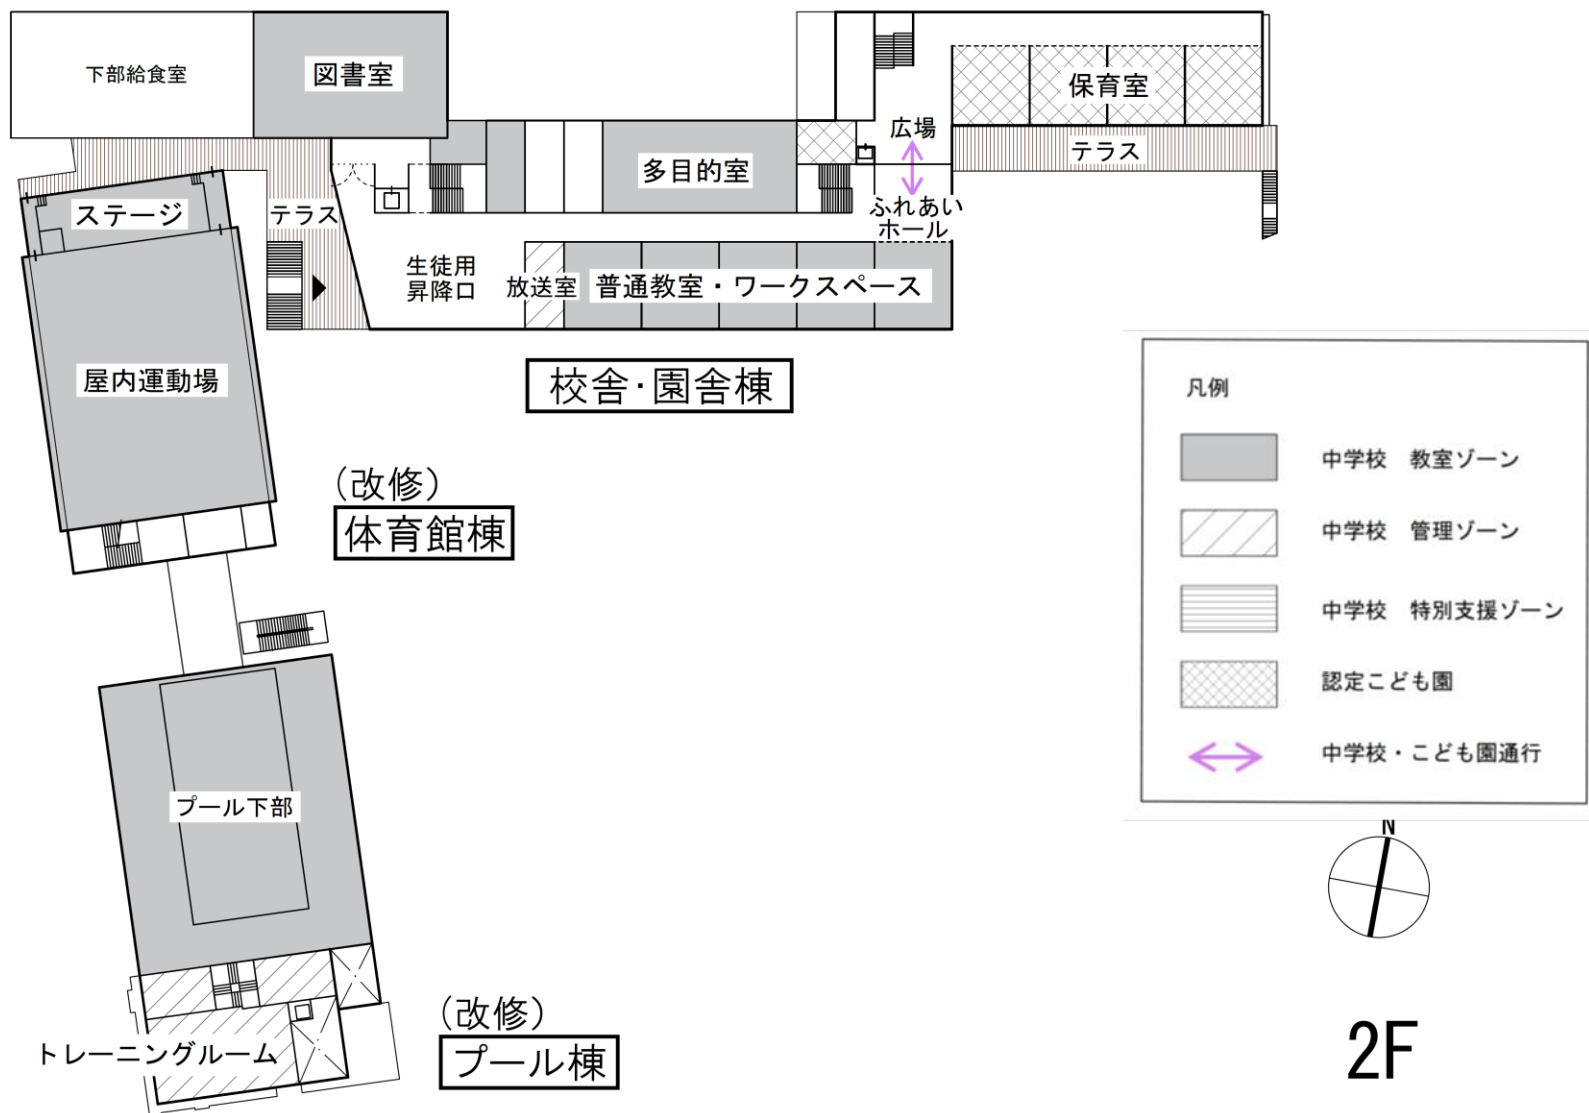 下部給食室
図書室
保育室
広場
テラス
多目的室
ステージ
テラス
ふれあい
ホール
生徒用
昇降口
放送室
普通教室・ワークスペース
屋内運動場
校舎・園舎棟
凡例
中学校　教室ゾーン
中学校　管理ゾーン
中学校　特別支援ゾーン
認定こども園
中学校・こども園通行
(改修)
体育館棟
プール下部
N
(改修)
プール棟
トレーニングルーム
2F